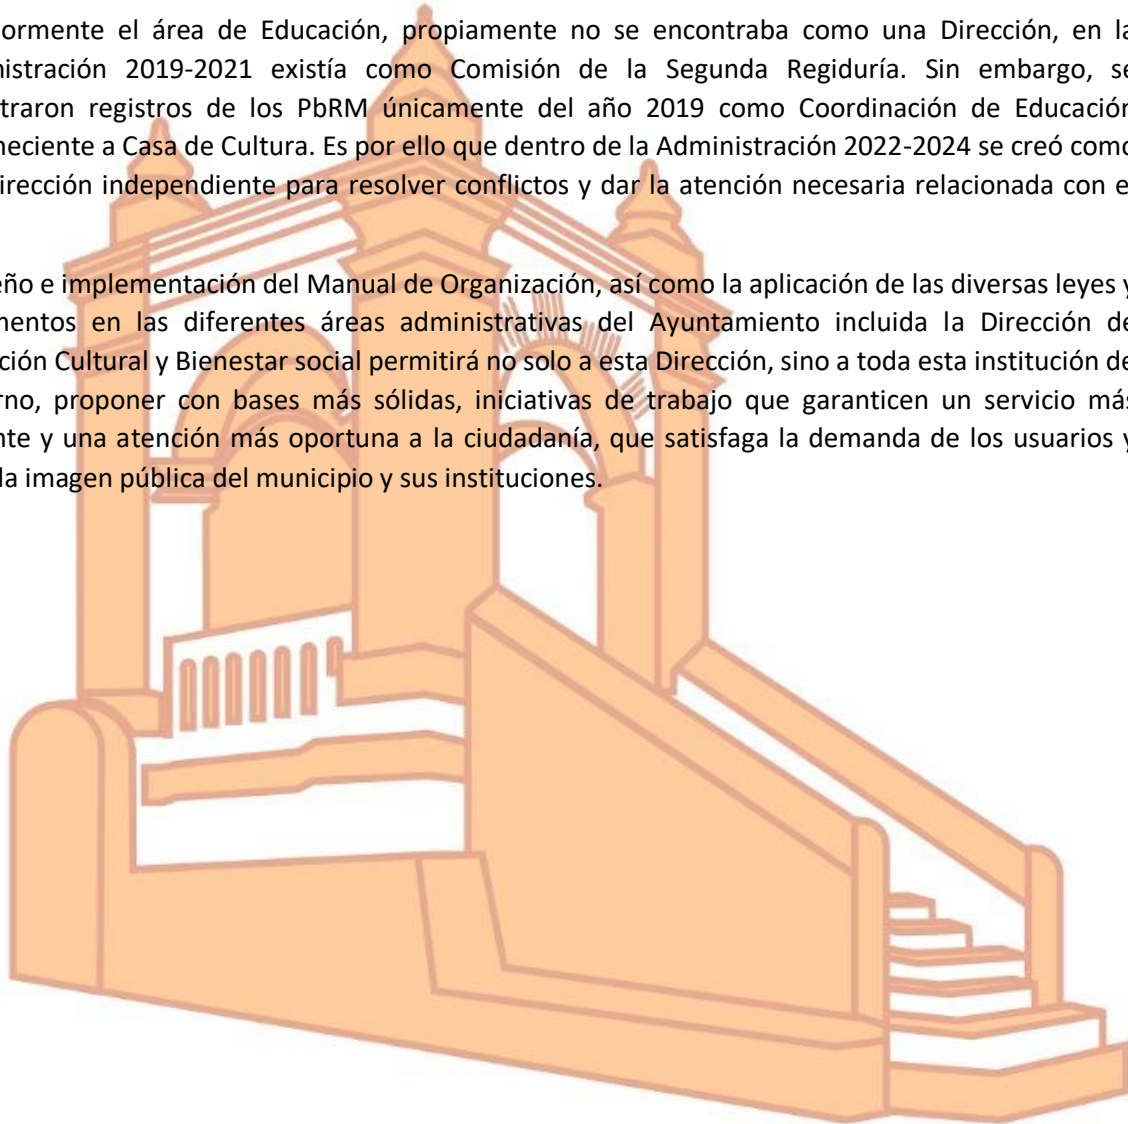 ormente el área de Educación, propiamente no se encontraba como una Dirección, en la
nistración 2019-2021 existía como Comisión de la Segunda Regiduría. Sin embargo, se
traron registros de los PbRM únicamente del año 2019 como Coordinación de Educación
neciente a Casa de Cultura. Es por ello que dentro de la Administración 2022-2024 se creó como
irección independiente para resolver conflictos y dar la atención necesaria relacionada con e
eño e implementación del Manual de Organización, así como la aplicación de las diversas leyes y
mentos en las diferentes áreas administrativas del Ayuntamiento incluida la Dirección de
ción Cultural y Bienestar social permitirá no solo a esta Dirección, sino a toda esta institución de
rno, proponer con bases más sólidas, iniciativas de trabajo que garanticen un servicio más
nte y una atención más oportuna a la ciudadanía, que satisfaga la demanda de los usuarios y
la imagen pública del municipio y sus instituciones.